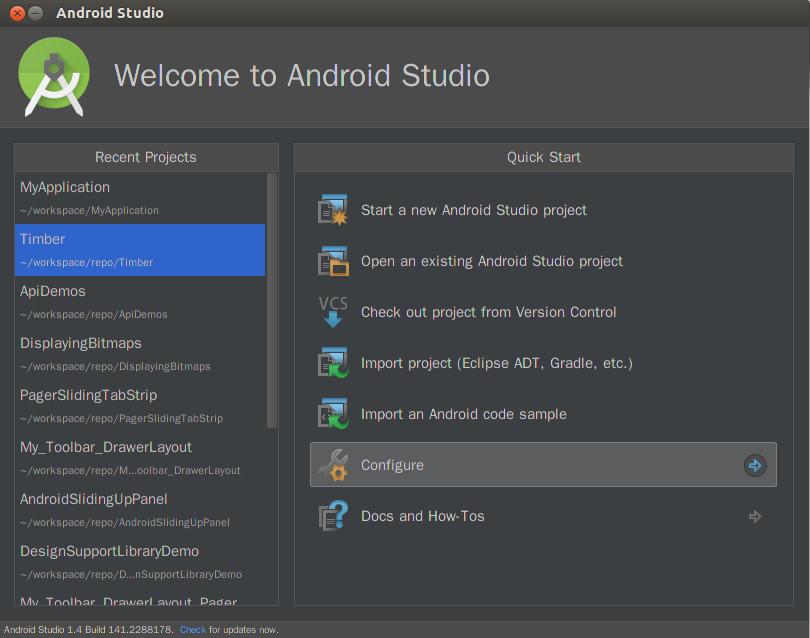 Android Studio
Welcome to Android Studio
Recent Projects
MyApplication
~/workspace/MyApplication
Timber
~/workspace/repo/Timber
ApiDemos
~/workspace/repo/ApiDemos
DisplayingBitmaps
~/workspace/repo/DisplayingBitmaps
PagerSlidingTabStrip
~/workspace/repo/PagerSlidingTabStrip
My_Toolbar_DrawerLayout
~/workspace/repo/M...oolbar_DrawerLayout
AndroidSlidingUpPanel
~/workspace/repo/AndroidSlidingUpPanel
DesignSupportLibraryDemo
~/workspace/repo/D...nSupportLibraryDemo
My_Toolbar_DrawerLayout_Pager
Quick Start
Start a new Android Studio project
Open an existing Android Studio project
VCS
Check out project from Version Control
Import project (Eclipse ADT, Gradle, etc.)
Import an Android code sample
Configure
Docs and How-Tos
Android Studio 1.4 Build 141.2288178. Check for updates now.